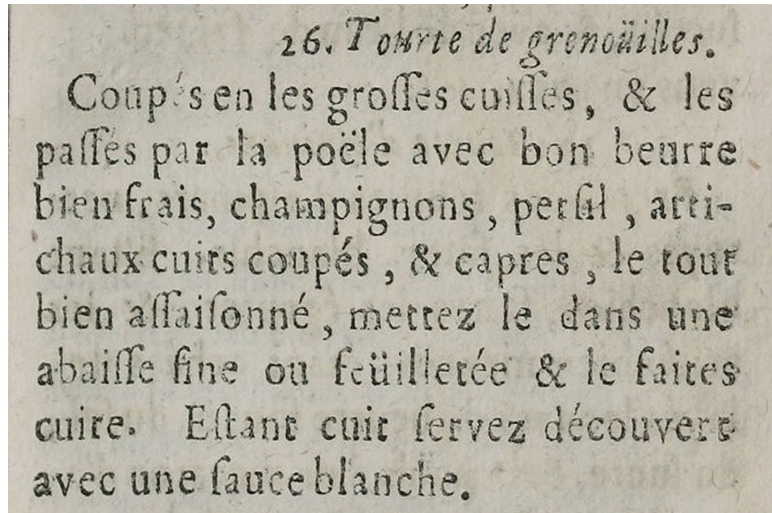 26. Tourte de grenoüilles.
Coupés en les grosses cuisses, & les
passés par la poële avec bon beurre
bien frais, champignons, persil, arti-
chaux cuits coupés, & capres, le tout
bien assaisonné, mettez le dans une
abaisse fine ou feüilletée & le faites
cuire. Estant cuit servez découvert
avec une sauce blanche.